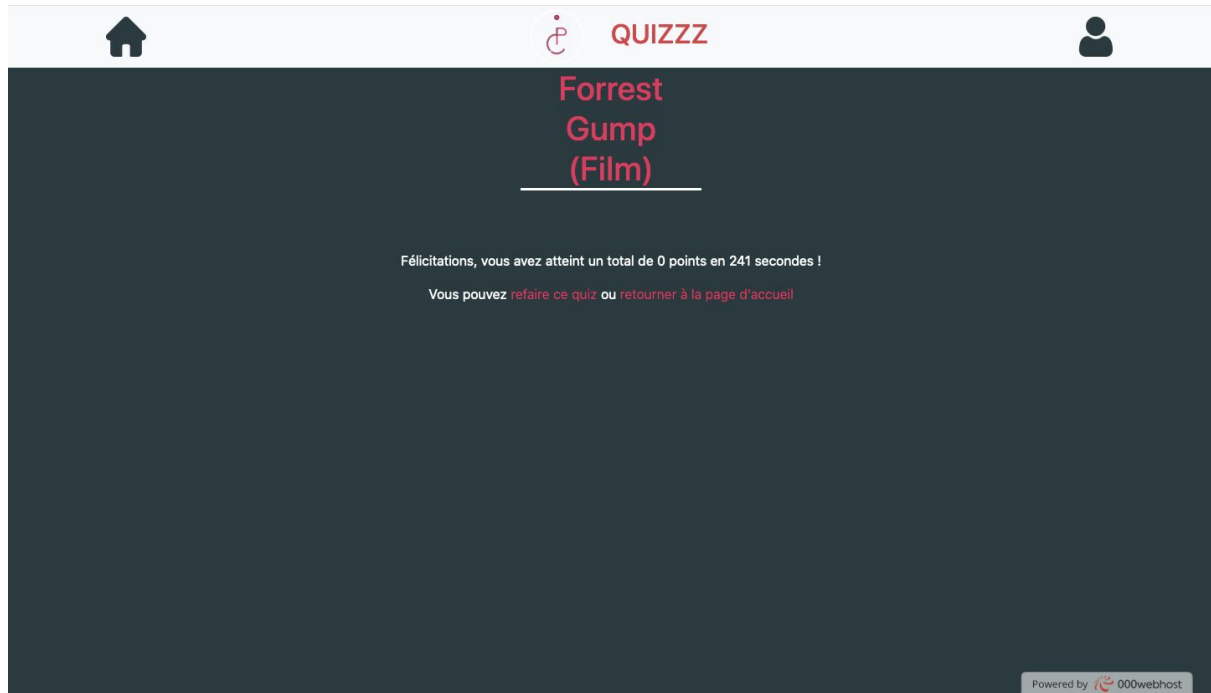 QUIZZZ
Forrest
Gump
(Film)
Félicitations, vous avez atteint un total de 0 points en 241 secondes !
Vous pouvez refaire ce quiz ou retourner à la page d'accueil
Powered by 000webhost